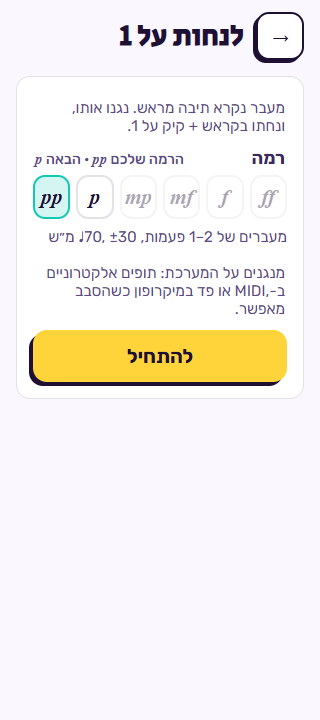 → לנחות על 1
מעבר נקרא תיבה מראש. נגנו אותו,
ונחתו בקראש + קיק על 1.
רמה הרמה שלכם pp • הבאה p
pp p mp mf f ff
מעברים של 1–2 פעמות, ♩70, ±30 מ״ש
מנגנים על המערכת: תופים אלקטרוניים
ב-MIDI, או פד במיקרופון כשהסבב
מאפשר.
להתחיל